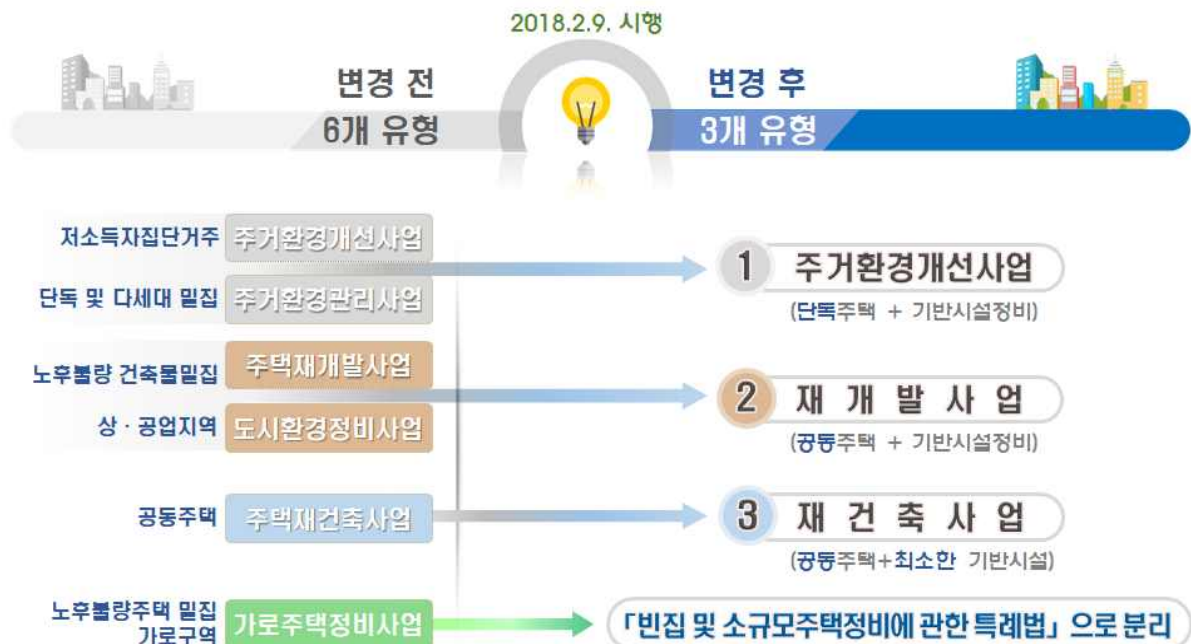 2018.2.9. 시행
변경 전
변경 후
6개 유형
3개 유형
저소득자집단거주 주거환경개선사업
단독 및 다세대 밀집 주거환경관리사업
1 주거환경개선사업
(단독주택 + 기반시설정비)
노후불량 건축물밀집 주택재개발사업
상 · 공업지역 도시환경정비사업
2 재 개 발 사 업
(공동주택 + 기반시설정비)
공동주택 주택재건축사업
3 재 건 축 사 업
(공동주택+최소한 기반시설)
노후불량주택 밀집
가로구역
가로주택정비사업
「빈집 및 소규모주택정비에 관한 특례법」 으로 분리